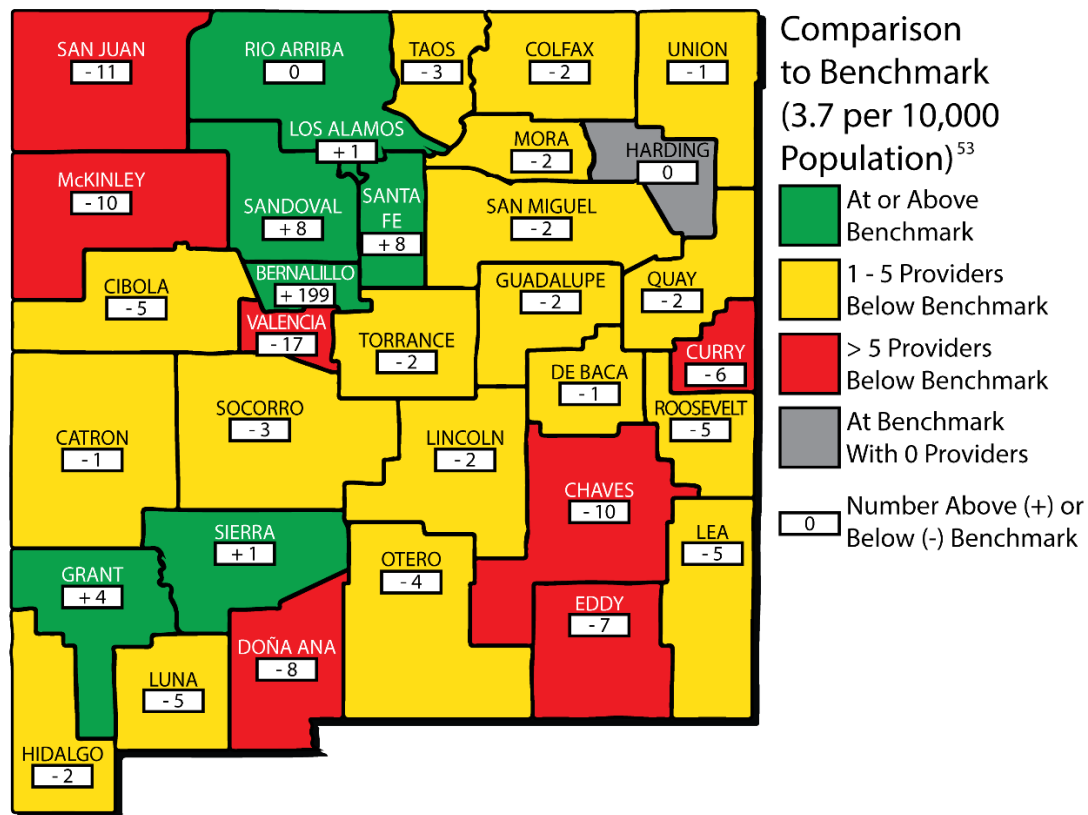 SAN JUAN
- 11
RIO ARRIBA
0
TAOS
- 3
COLFAX
- 2
UNION
- 1
LOS ALAMOS
+ 1
MORA
- 2
HARDING
0
McKINLEY
- 10
SANDOVAL
+ 8
SANTA
FE
+ 8
SAN MIGUEL
- 2
CIBOLA
- 5
BERNALILLO
+ 199
GUADALUPE
- 2
QUAY
- 2
VALENCIA
- 17
TORRANCE
- 2
CURRY
- 6
DE BACA
- 1
ROOSEVELT
- 5
SOCORRO
- 3
CATRON
- 1
LINCOLN
- 2
CHAVES
- 10
SIERRA
+ 1
LEA
- 5
OTERO
- 4
GRANT
+ 4
EDDY
- 7
DOÑA ANA
- 8
LUNA
- 5
HIDALGO
- 2
Comparison
to Benchmark
(3.7 per 10,000
Population)53
At or Above
Benchmark
1 - 5 Providers
Below Benchmark
> 5 Providers
Below Benchmark
At Benchmark
With 0 Providers
0
Number Above (+) or
Below (-) Benchmark